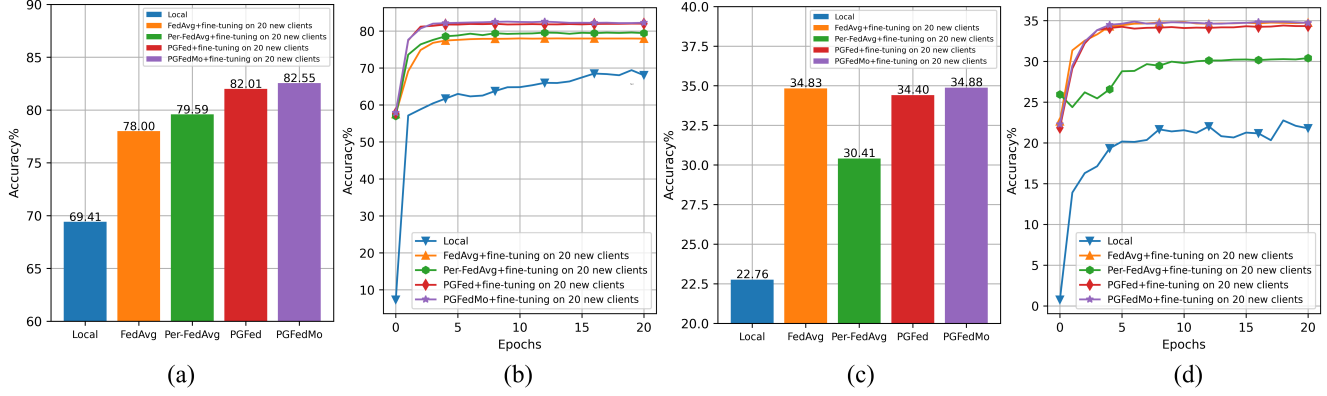 90
85
80
75
70
65
60
Accuracy%
Local
FedAvg+fine-tuning on 20 new clients
Per-FedAvg+fine-tuning on 20 new clients
PGFed+fine-tuning on 20 new clients
PGFedMo+fine-tuning on 20 new clients
69.41
78.00
79.59
82.01
82.55
Local
FedAvg
Per-FedAvg
PGFed
PGFedMo
(a)
80
70
60
50
40
30
20
10
Accuracy%
Local
FedAvg+fine-tuning on 20 new clients
Per-FedAvg+fine-tuning on 20 new clients
PGFed+fine-tuning on 20 new clients
PGFedMo+fine-tuning on 20 new clients
0
5
10
15
20
Epochs
(b)
40.0
37.5
35.0
32.5
30.0
27.5
25.0
22.5
20.0
Accuracy%
Local
FedAvg+fine-tuning on 20 new clients
Per-FedAvg+fine-tuning on 20 new clients
PGFed+fine-tuning on 20 new clients
PGFedMo+fine-tuning on 20 new clients
22.76
34.83
30.41
34.40
34.88
Local
FedAvg
Per-FedAvg
PGFed
PGFedMo
(c)
35
30
25
20
15
10
5
0
Accuracy%
Local
FedAvg+fine-tuning on 20 new clients
Per-FedAvg+fine-tuning on 20 new clients
PGFed+fine-tuning on 20 new clients
PGFedMo+fine-tuning on 20 new clients
0
5
10
15
20
Epochs
(d)